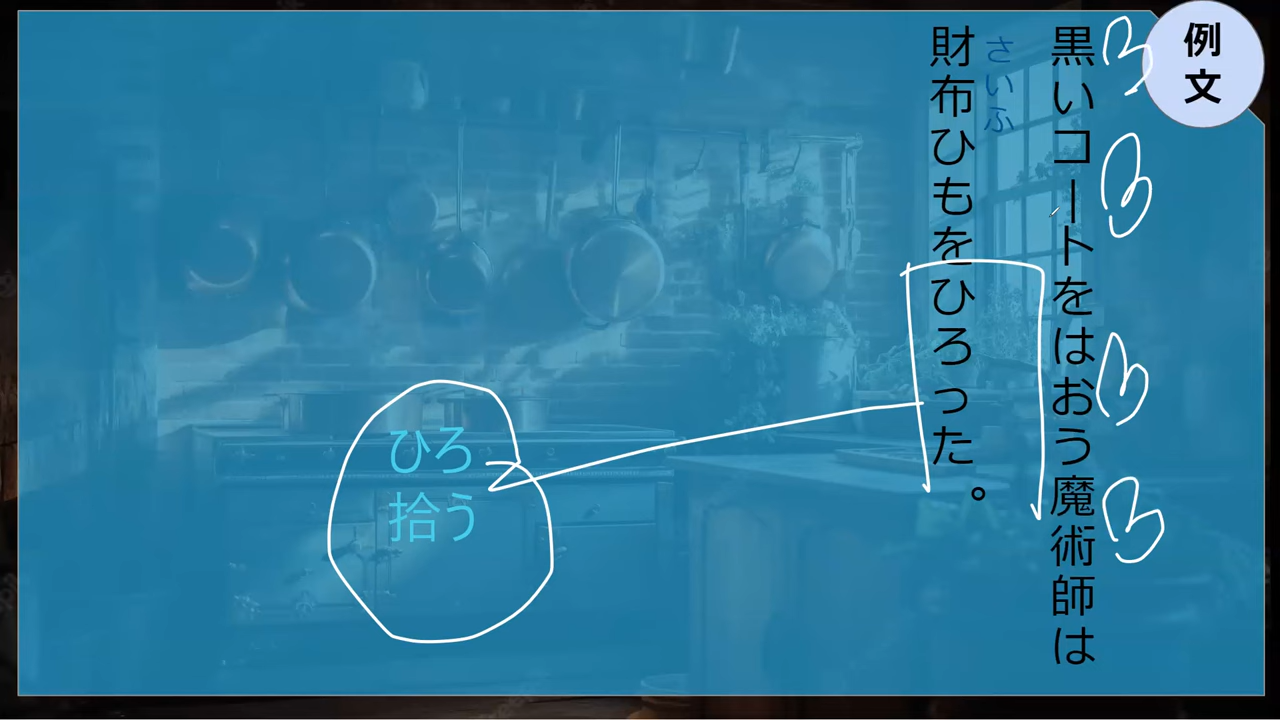 例文
黒いコートをはおう魔術師は
さいふ
財布ひもをひろった。
ひろ
拾う